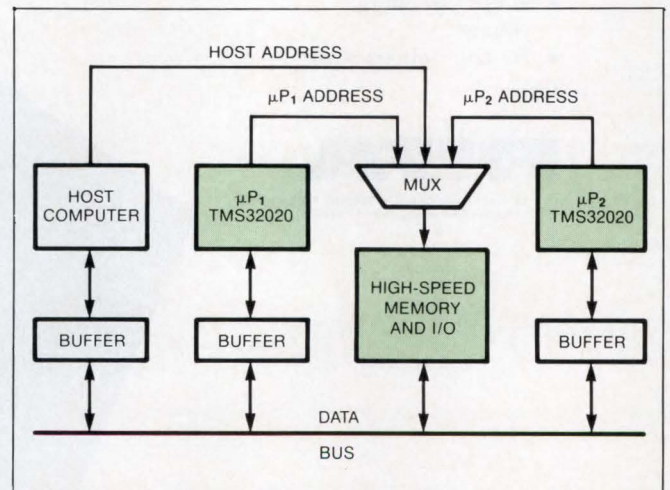 HOST ADDRESS
μP₁ ADDRESS
μP₂ ADDRESS
MUX
HOST
COMPUTER
μP₁
TMS32020
μP₂
TMS32020
HIGH-SPEED
MEMORY
AND I/O
BUFFER
BUFFER
BUFFER
DATA
BUS